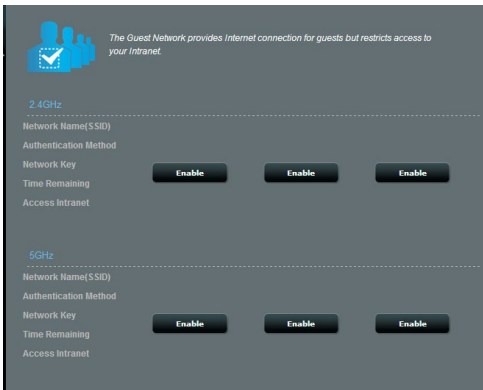 The Guest Network provides Internet connection for guests but restricts access to
your Intranet.
2.4GHz
Network Name(SSID)
Authentication Method
Network Key
Enable Enable Enable
Time Remaining
Access Intranet
5GHz
Network Name(SSID)
Authentication Method
Network Key
Enable Enable Enable
Time Remaining
Access Intranet